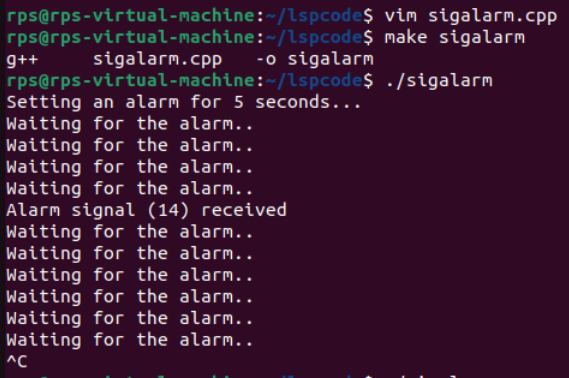 rps@rps-virtual-machine:~/lspcode$ vim sigalarm.cpp
rps@rps-virtual-machine:~/lspcode$ make sigalarm
g++     sigalarm.cpp   -o sigalarm
rps@rps-virtual-machine:~/lspcode$ ./sigalarm
Setting an alarm for 5 seconds...
Waiting for the alarm..
Waiting for the alarm..
Waiting for the alarm..
Waiting for the alarm..
Alarm signal (14) received
Waiting for the alarm..
Waiting for the alarm..
Waiting for the alarm..
Waiting for the alarm..
Waiting for the alarm..
Waiting for the alarm..
^C